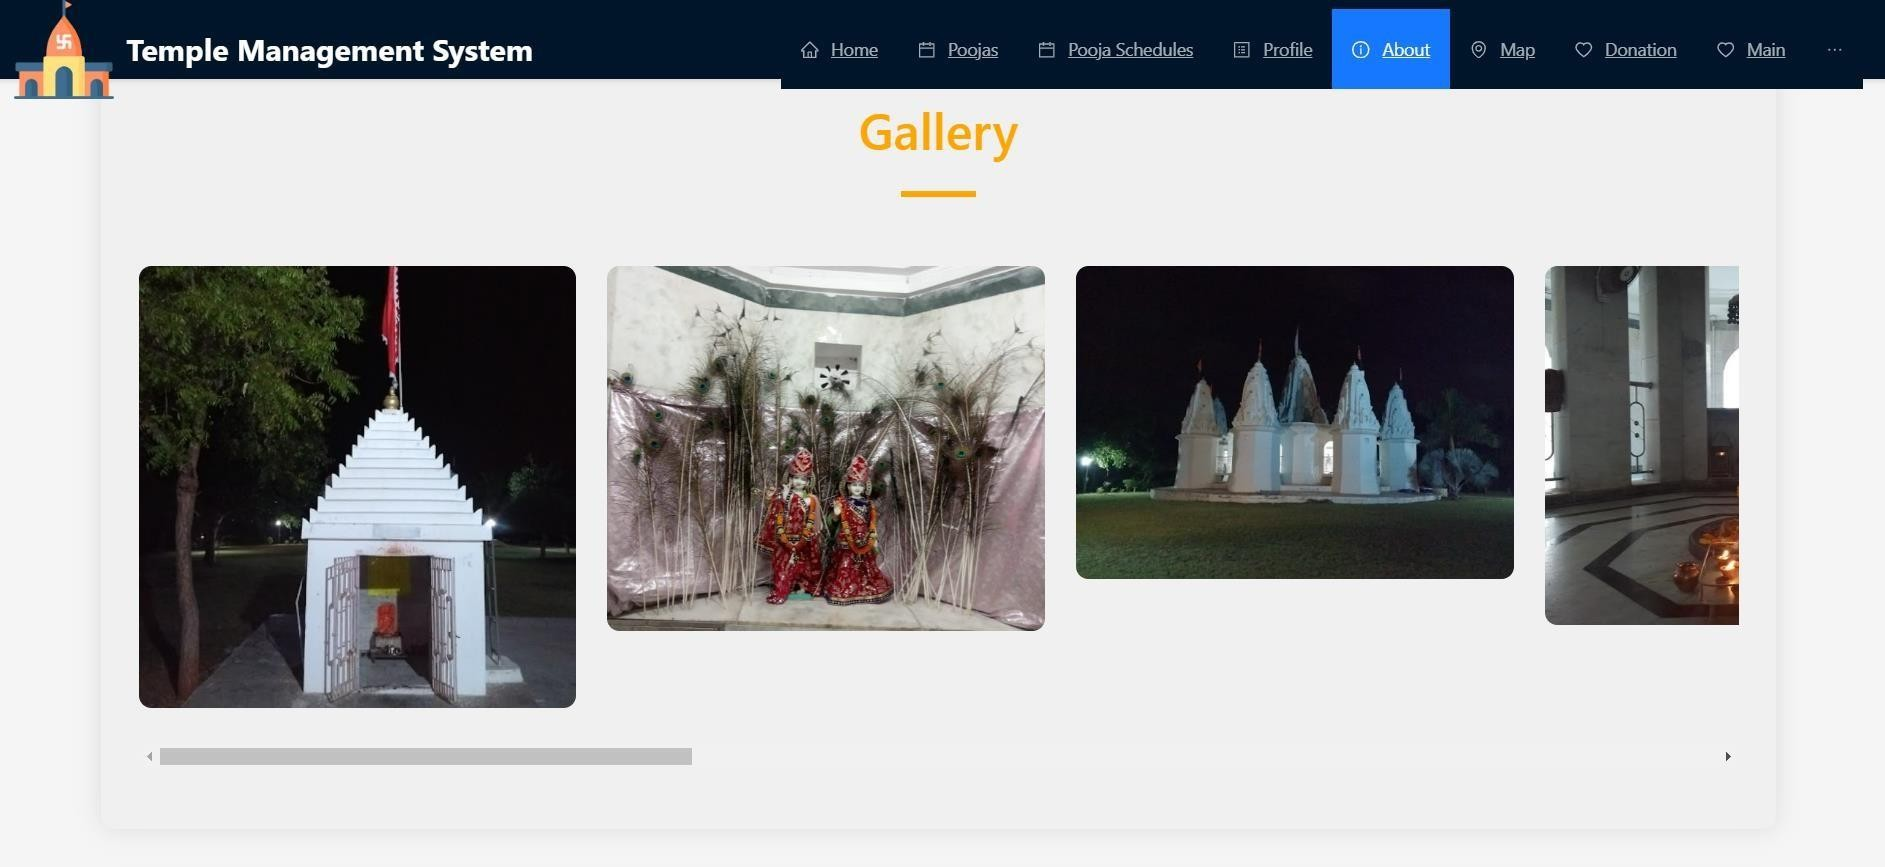 Temple Management System
Home Poojas Pooja Schedules Profile About Map Donation Main ...
Gallery